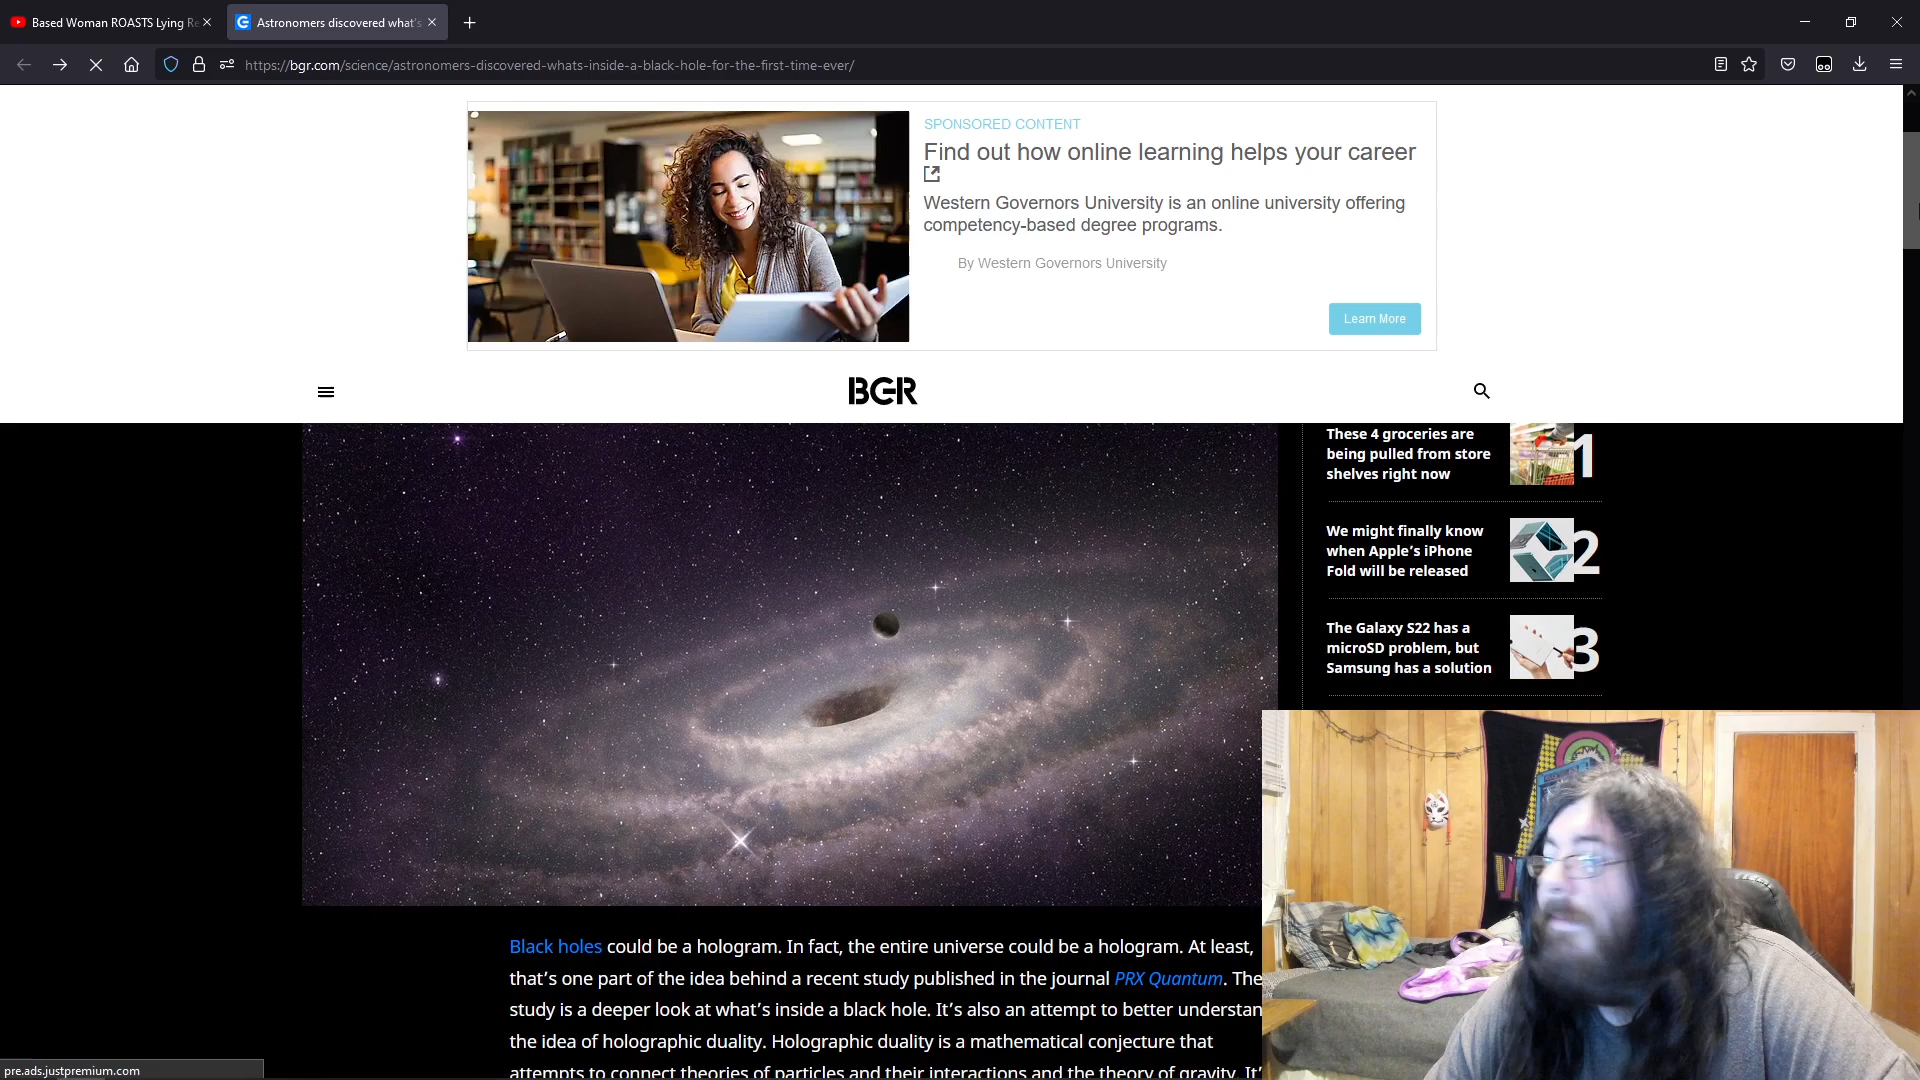 Based Woman ROASTS Lying Re
Astronomers discovered what's
https://bgr.com/science/astronomers-discovered-whats-inside-a-black-hole-for-the-first-time-ever/
SPONSORED CONTENT
Find out how online learning helps your career
Western Governors University is an online university offering
competency-based degree programs.
By Western Governors University
Learn More
BGR
These 4 groceries are
being pulled from store
shelves right now
1
We might finally know
when Apple’s iPhone
Fold will be released
2
The Galaxy S22 has a
microSD problem, but
Samsung has a solution
3
Black holes could be a hologram. In fact, the entire universe could be a hologram. At least,
that’s one part of the idea behind a recent study published in the journal PRX Quantum. The
study is a deeper look at what’s inside a black hole. It’s also an attempt to better understan
the idea of holographic duality. Holographic duality is a mathematical conjecture that
attempts to connect theories of particles and their interactions and the theory of gravity. It’
pre.ads.justpremium.com